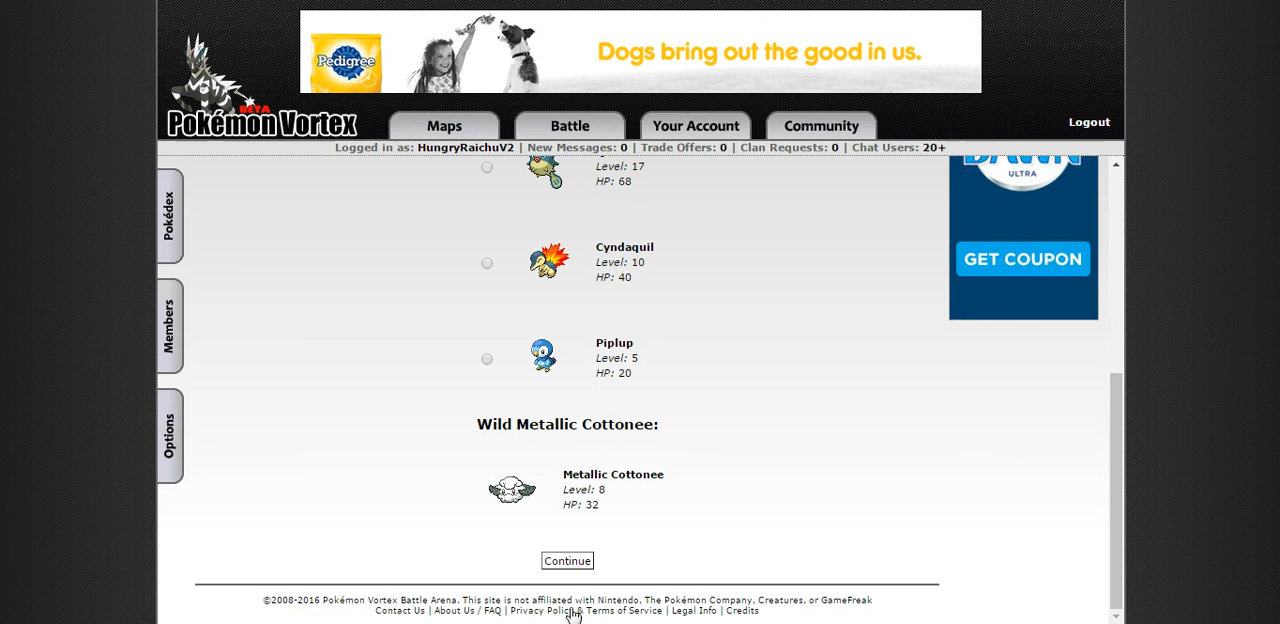 Pedigree
Dogs bring out the good in us.
BETA
Pokémon Vortex
Maps
Battle
Your Account
Community
Logout
Logged in as: HungryRaichuV2 | New Messages: 0 | Trade Offers: 0 | Clan Requests: 0 | Chat Users: 20+
Pokédex
Members
Options
Level: 17
HP: 68
Cyndaquil
Level: 10
HP: 40
Piplup
Level: 5
HP: 20
Wild Metallic Cottonee:
Metallic Cottonee
Level: 8
HP: 32
Continue
DAWN
ULTRA
GET COUPON
©2008-2016 Pokémon Vortex Battle Arena. This site is not affiliated with Nintendo, The Pokémon Company, Creatures, or GameFreak
Contact Us | About Us / FAQ | Privacy Policy & Terms of Service | Legal Info | Credits